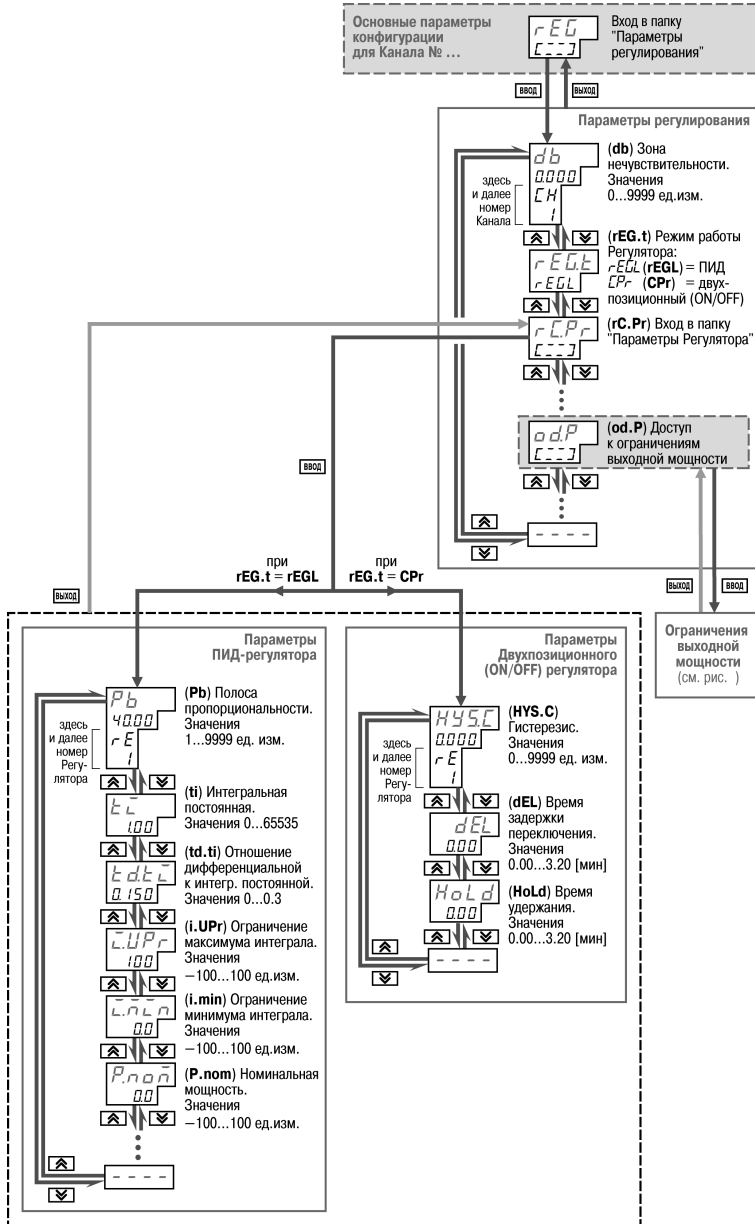 Основные параметры
конфигурации
для Канала № ...
rEG
[---]
Вход в папку
"Параметры
регулирования"
ввод
выход
Параметры регулирования
db
0.000
CH
1
здесь
и далее
номер
Канала
(db) Зона
нечувствительности.
Значения
0...9999 ед.изм.
rEG.t
rEGL
(rEG.t) Режим работы
Регулятора:
rEGL (rEGL) = ПИД
CPr (CPr) = двух-
позиционный (ON/OFF)
rC.Pr
[---]
(rC.Pr) Вход в папку
"Параметры Регулятора"
od.P
[---]
(od.P) Доступ
к ограничениям
выходной мощности
ввод
- - - -
при
rEG.t = rEGL
при
rEG.t = CPr
выход
выход
ввод
Ограничения
выходной
мощности
(см. рис. )
Параметры
ПИД-регулятора
Pb
40.00
rE
1
здесь
и далее
номер
Регу-
лятора
(Pb) Полоса
пропорциональности.
Значения
1...9999 ед. изм.
ti
1.00
(ti) Интегральная
постоянная.
Значения 0...65535
td.ti
0.150
(td.ti) Отношение
дифференциальной
к интегр. постоянной.
Значения 0...0.3
i.UPr
100
(i.UPr) Ограничение
максимума интеграла.
Значения
–100...100 ед.изм.
i.min
0.0
(i.min) Ограничение
минимума интеграла.
Значения
–100...100 ед.изм.
P.nom
0.0
(P.nom) Номинальная
мощность.
Значения
–100...100 ед.изм.
- - - -
Параметры
Двухпозиционного
(ON/OFF) регулятора
HYS.C
0.000
rE
1
здесь
и далее
номер
Регу-
лятора
(HYS.C)
Гистерезис.
Значения
0...9999 ед. изм.
dEL
0.00
(dEL) Время
задержки
переключения.
Значения
0.00...3.20 [мин]
HoLd
0.00
(HoLd) Время
удержания.
Значения
0.00...3.20 [мин]
- - - -